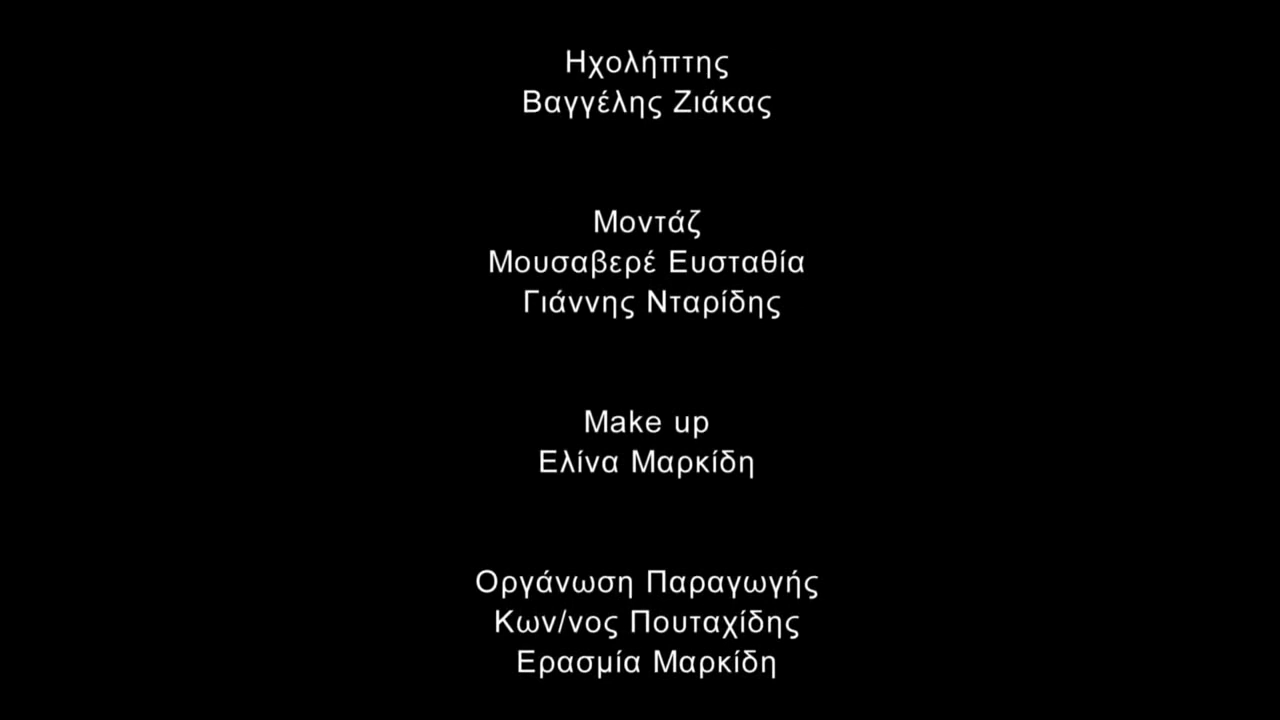 Ηχολήπτης
Βαγγέλης Ζιάκας
Μοντάζ
Μουσαβερέ Ευσταθία
Γιάννης Νταρίδης
Make up
Ελίνα Μαρκίδη
Οργάνωση Παραγωγής
Κων/νος Πουταχίδης
Ερασμία Μαρκίδη